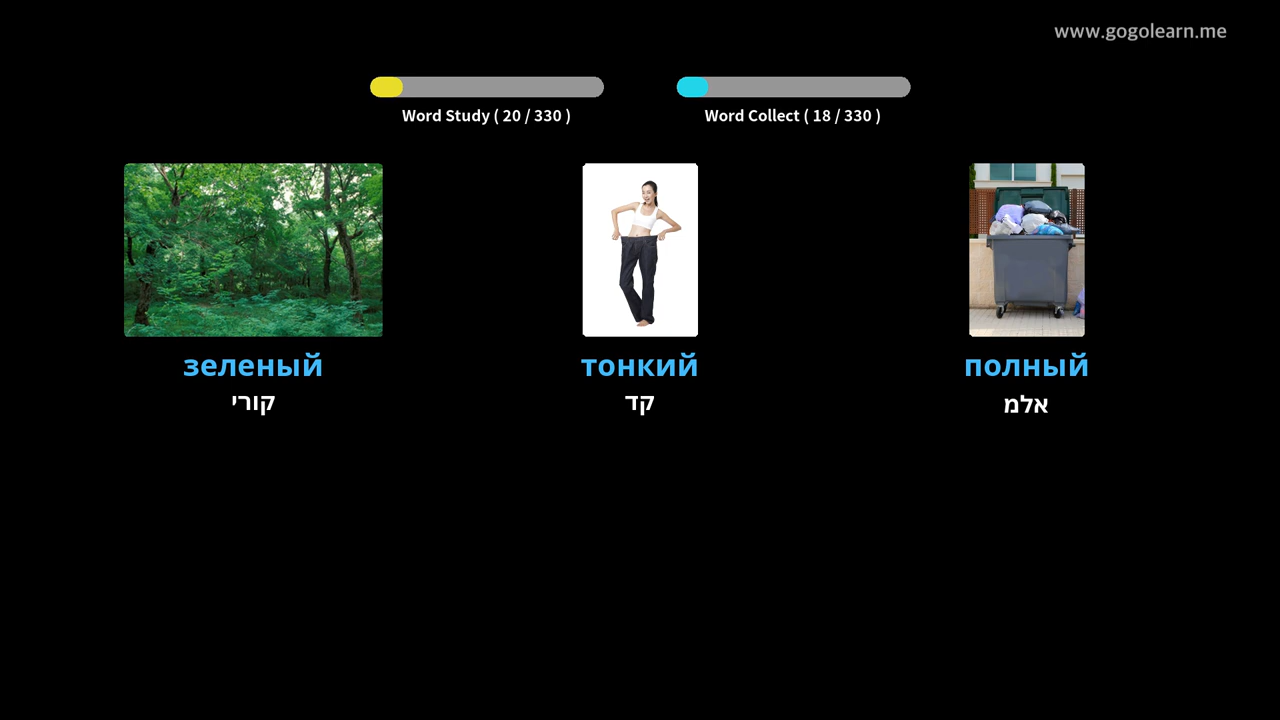 www.gogolearn.me
Word Study ( 20 / 330 )
Word Collect ( 18 / 330 )
зеленый
קורי
тонкий
קד
полный
אלמ